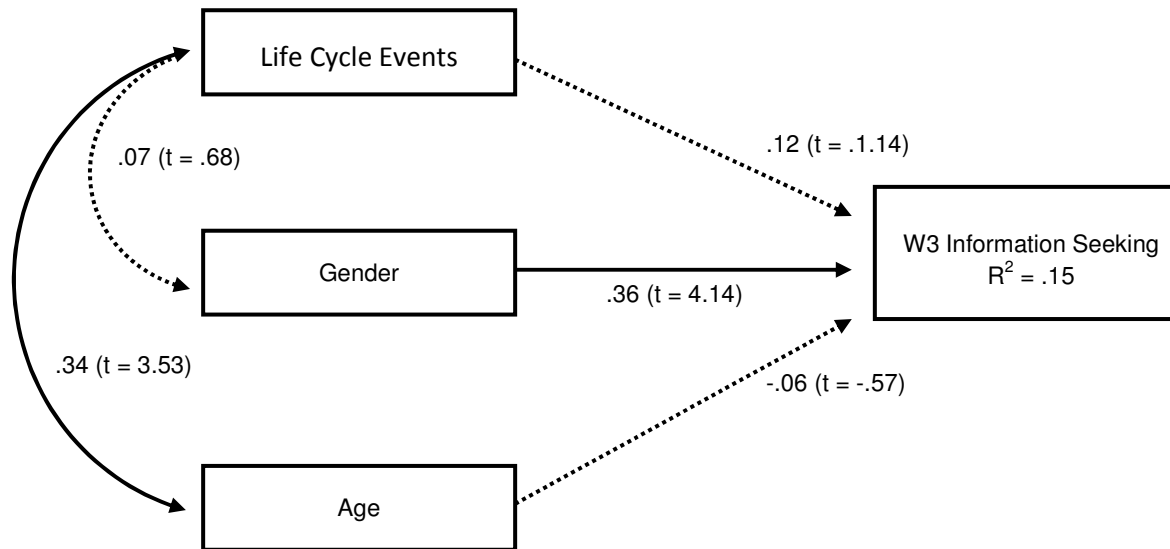 Life Cycle Events
.07 (t = .68)
.12 (t = .1.14)
W3 Information Seeking
R² = .15
Gender
.36 (t = 4.14)
.34 (t = 3.53)
-.06 (t = -.57)
Age